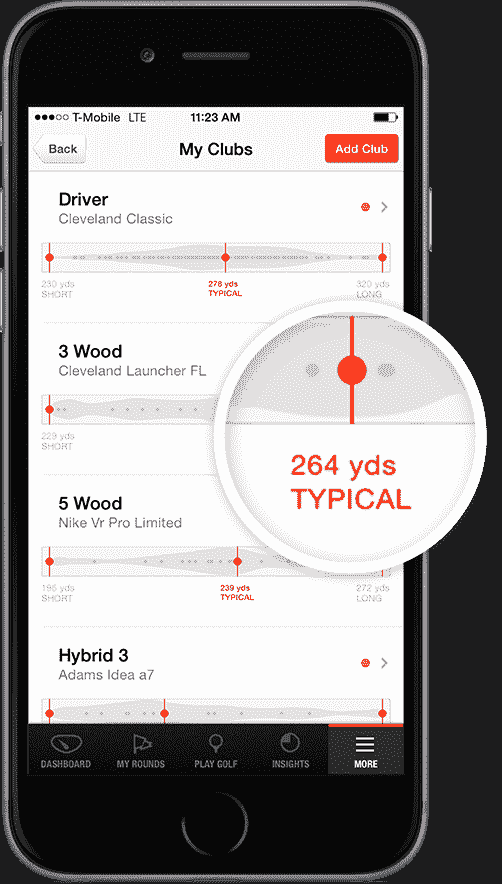 T-Mobile LTE 11:23 AM
Back My Clubs Add Club
Driver
Cleveland Classic
230 yds 276 yds 320 yds
SHORT TYPICAL LONG
3 Wood
Cleveland Launcher FL
229 yds
SHORT
264 yds
TYPICAL
5 Wood
Nike Vr Pro Limited
195 yds 239 yds 272 yds
SHORT TYPICAL LONG
Hybrid 3
Adams Idea a7
DASHBOARD MY ROUNDS PLAY GOLF INSIGHTS MORE